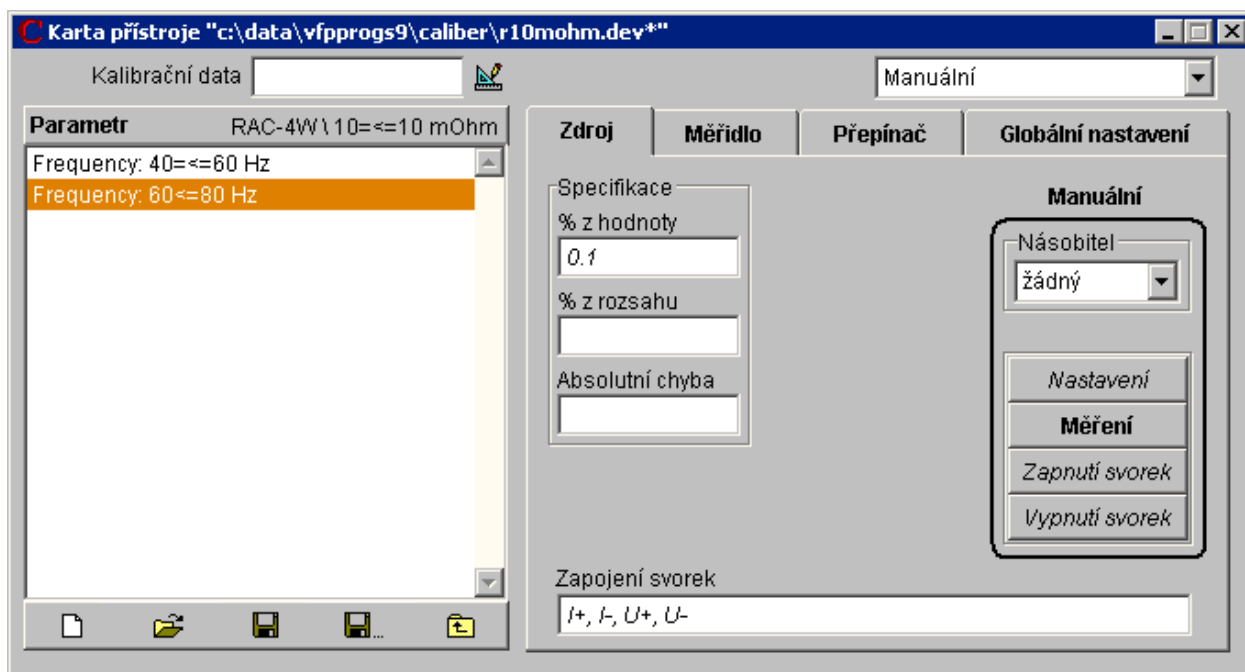 Karta přístroje "c:\data\vfpprogs9\caliber\r10mohm.dev*"
Kalibrační data
Manuální
Parametr RAC-4W \ 10=<=10 mOhm
Frequency: 40=<=60 Hz
Frequency: 60<=80 Hz
Zdroj Měřidlo Přepínač Globální nastavení
Specifikace
% z hodnoty
0.1
% z rozsahu
Absolutní chyba
Manuální
Násobitel
žádný
Nastavení
Měření
Zapnutí svorek
Vypnutí svorek
Zapojení svorek
I+, I-, U+, U-